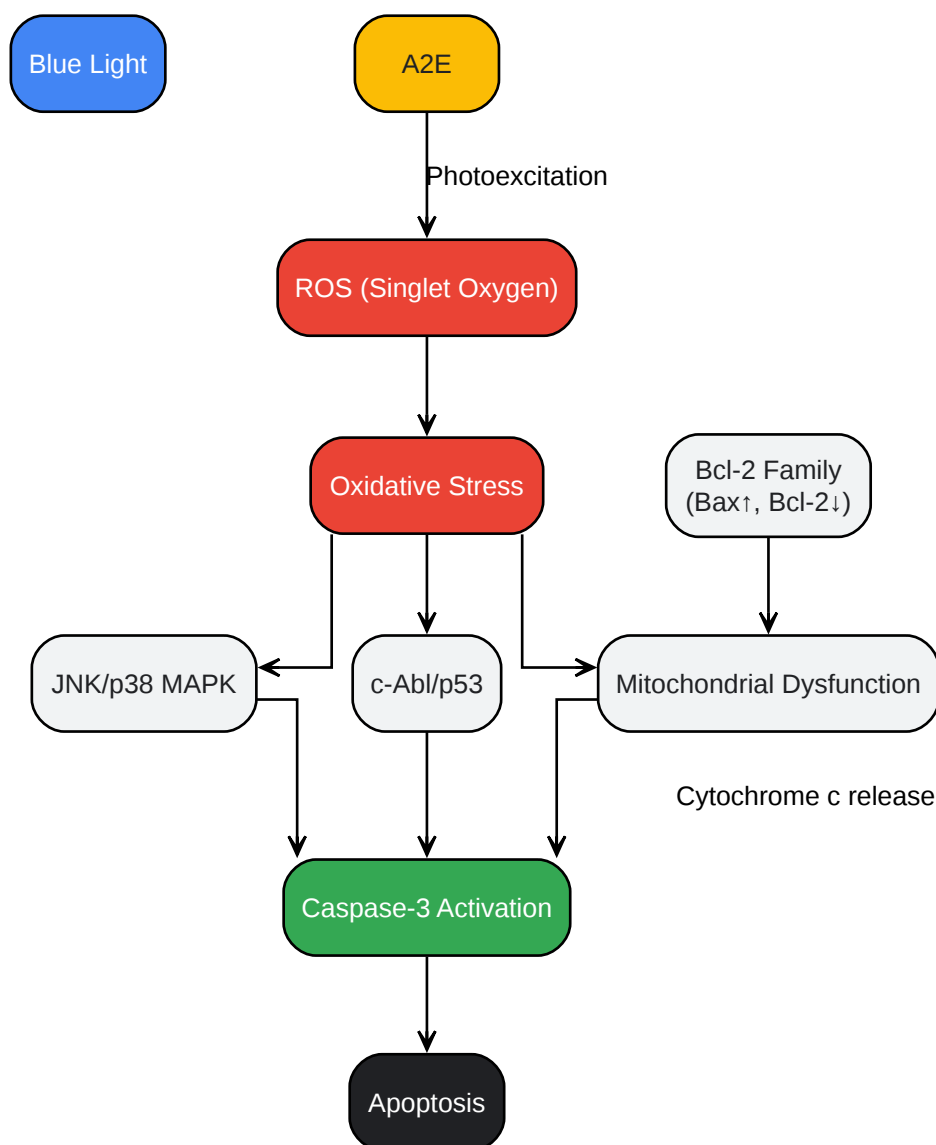 Blue Light
A2E
Photoexcitation
ROS (Singlet Oxygen)
Oxidative Stress
Bcl-2 Family
(Bax↑, Bcl-2↓)
JNK/p38 MAPK
c-Abl/p53
Mitochondrial Dysfunction
Cytochrome c release
Caspase-3 Activation
Apoptosis